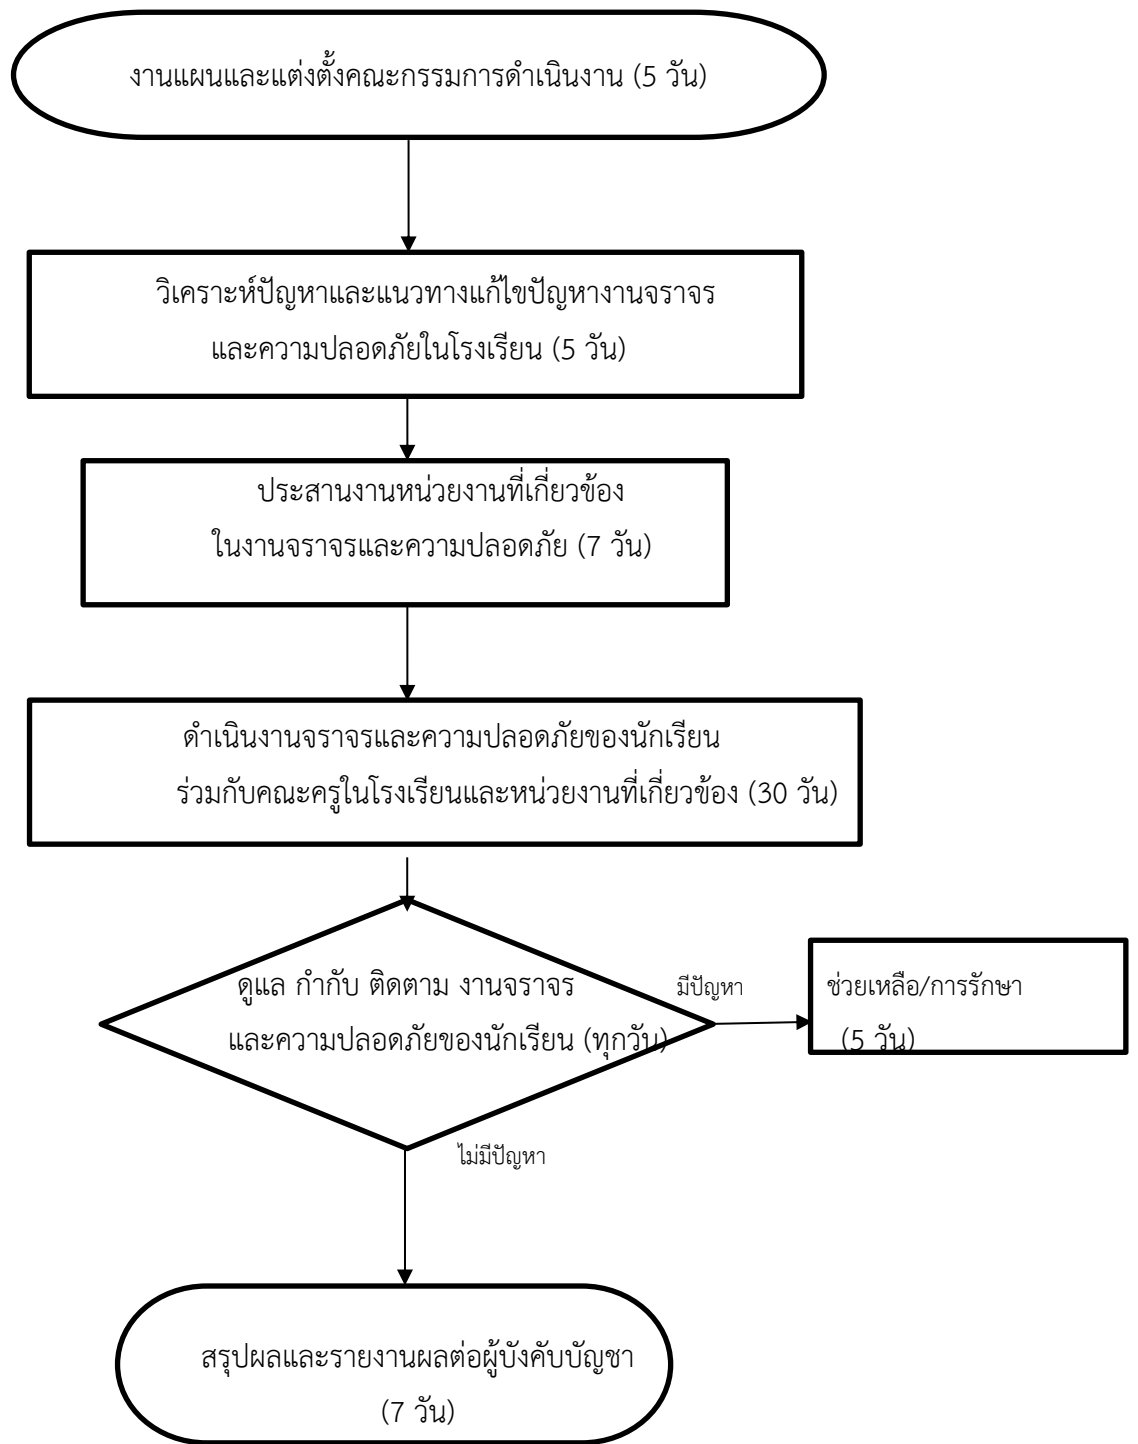 งานแผนและแต่งตั้งคณะกรรมการดำเนินงาน (5 วัน)
วิเคราะห์ปัญหาและแนวทางแก้ไขปัญหางานจราจร
และความปลอดภัยในโรงเรียน (5 วัน)
ประสานงานหน่วยงานที่เกี่ยวข้อง
ในงานจราจรและความปลอดภัย (7 วัน)
ดำเนินงานจราจรและความปลอดภัยของนักเรียน
ร่วมกับคณะครูในโรงเรียนและหน่วยงานที่เกี่ยวข้อง (30 วัน)
ดูแล กำกับ ติดตาม งานจราจร
และความปลอดภัยของนักเรียน (ทุกวัน)
มีปัญหา
ช่วยเหลือ/การรักษา
(5 วัน)
ไม่มีปัญหา
สรุปผลและรายงานผลต่อผู้บังคับบัญชา
(7 วัน)